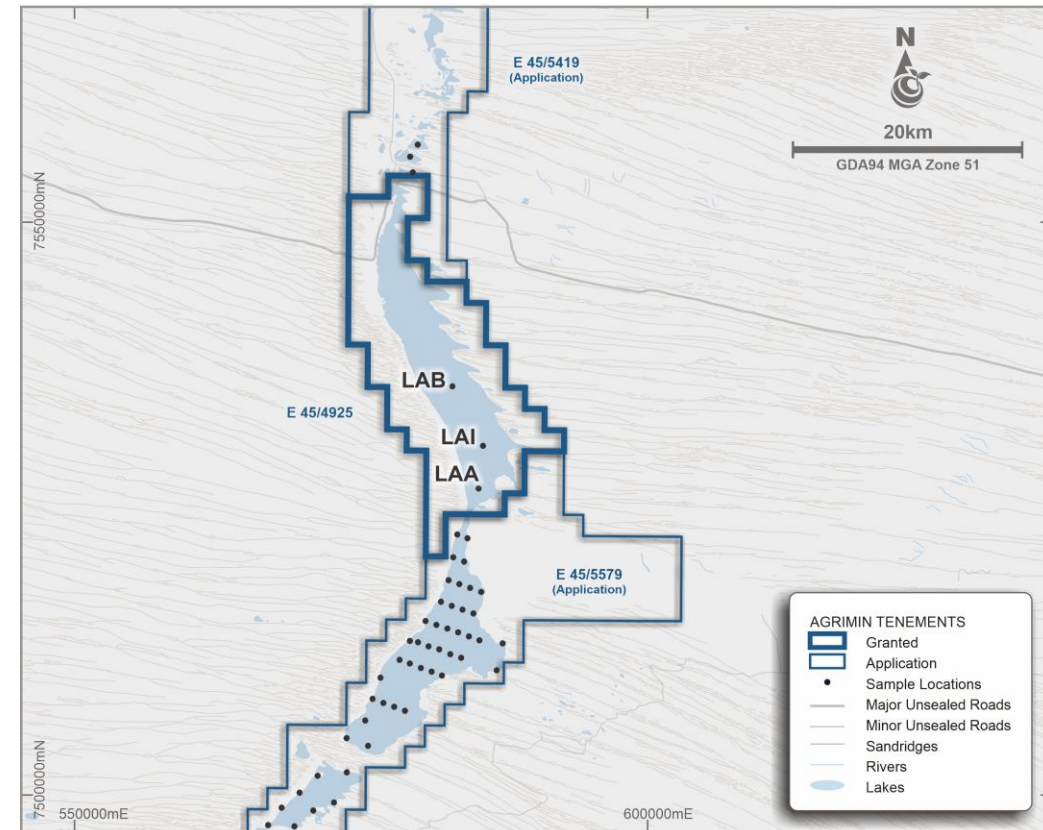 E 45/5419
(Application)
N
20km
GDA94 MGA Zone 51
7550000mN
LAB
E 45/4925
LAI
LAA
E 45/5579
(Application)
AGRIMIN TENEMENTS
Granted
Application
Sample Locations
Major Unsealed Roads
Minor Unsealed Roads
Sandridges
Rivers
Lakes
7500000mN
550000mE
600000mE